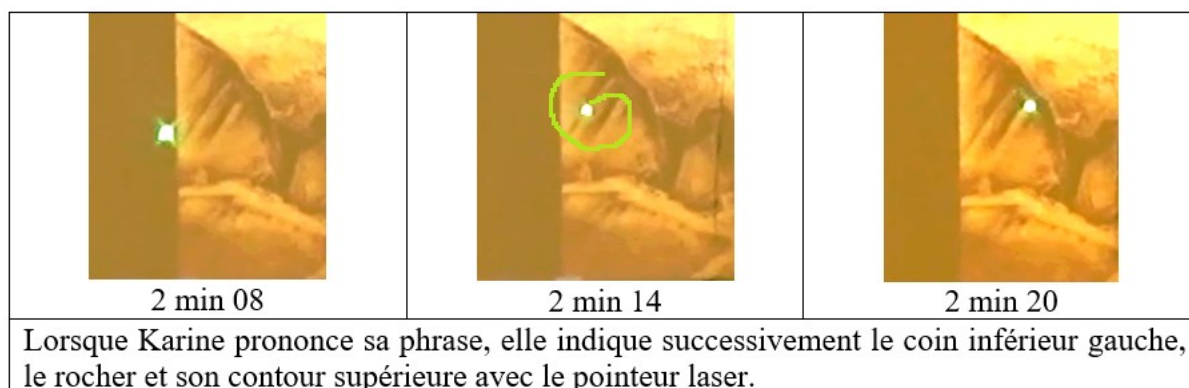 2 min 08
2 min 14
2 min 20
Lorsque Karine prononce sa phrase, elle indique successivement le coin inférieur gauche,
le rocher et son contour supérieure avec le pointeur laser.